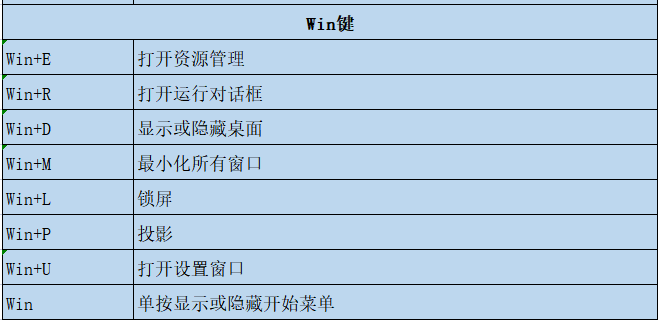 Win键
Win+E 打开资源管理
Win+R 打开运行对话框
Win+D 显示或隐藏桌面
Win+M 最小化所有窗口
Win+L 锁屏
Win+P 投影
Win+U 打开设置窗口
Win 单按显示或隐藏开始菜单